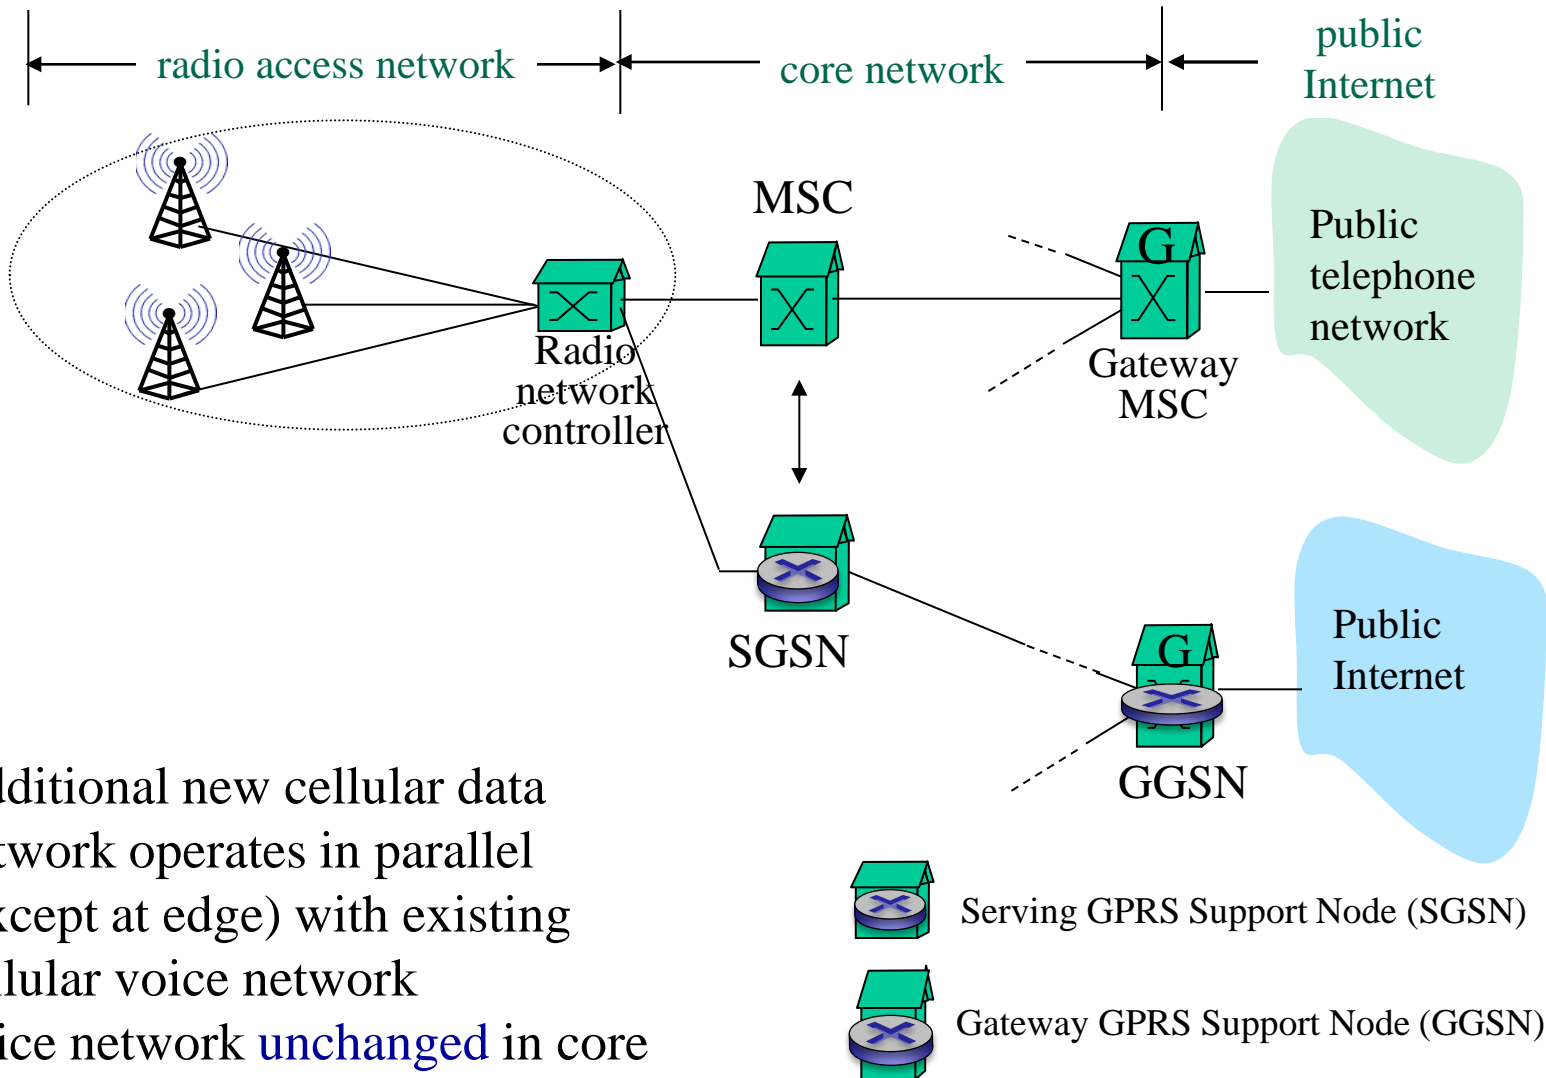 radio access network
core network
public
Internet
MSC
G
Public
telephone
network
Radio
network
controller
Gateway
MSC
SGSN
G
Public
Internet
GGSN
dditional new cellular data
twork operates in parallel
xcept at edge) with existing
llular voice network
ice network unchanged in core
Serving GPRS Support Node (SGSN)
Gateway GPRS Support Node (GGSN)